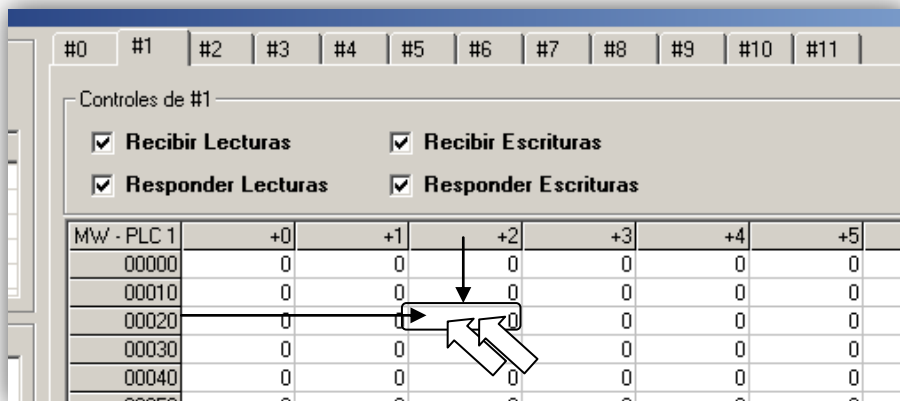 #0 #1 #2 #3 #4 #5 #6 #7 #8 #9 #10 #11
Controles de #1
Recibir Lecturas Recibir Escrituras
Responder Lecturas Responder Escrituras
MW - PLC 1 +0 +1 +2 +3 +4 +5
00000 0 0 0 0 0 0
00010 0 0 0 0 0 0
00020 0 0 0 0 0 0
00030 0 0 0 0 0 0
00040 0 0 0 0 0 0